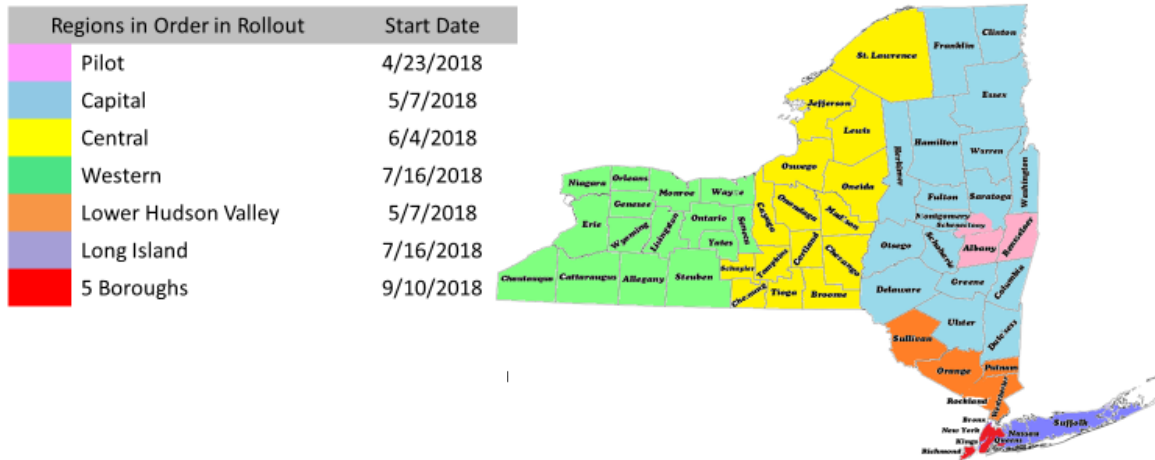 Regions in Order in Rollout Start Date
Pilot 4/23/2018
Capital 5/7/2018
Central 6/4/2018
Western 7/16/2018
Lower Hudson Valley 5/7/2018
Long Island 7/16/2018
5 Boroughs 9/10/2018
Clinton
Franklin
St. Lawrence
Essex
Jefferson
Lewis
Hamilton
Warren
Herkimer
Washington
Oswego
Oneida
Niagara
Orleans
Monroe
Wayne
Fulton
Saratoga
Genesee
Ontario
Cayuga
Onondaga
Madison
Montgomery
Schenectady
Erie
Wyoming
Livingston
Seneca
Yates
Otsego
Schoharie
Albany
Rensselaer
Cortland
Chenango
Tompkins
Schuyler
Chautauqua
Cattaraugus
Allegany
Steuben
Chemung
Tioga
Broome
Delaware
Greene
Columbia
Ulster
Dutchess
Sullivan
Orange
Putnam
Westchester
Rockland
Bronx
New York
Kings
Queens
Richmond
Nassau
Suffolk